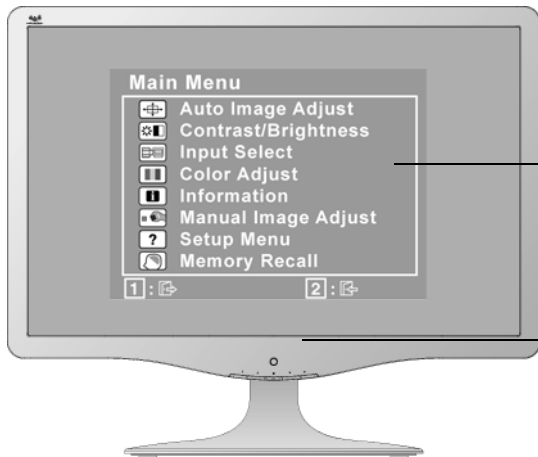 Main Menu
Auto Image Adjust
Contrast/Brightness
Input Select
Color Adjust
Information
Manual Image Adjust
? Setup Menu
Memory Recall
1 : 2 :